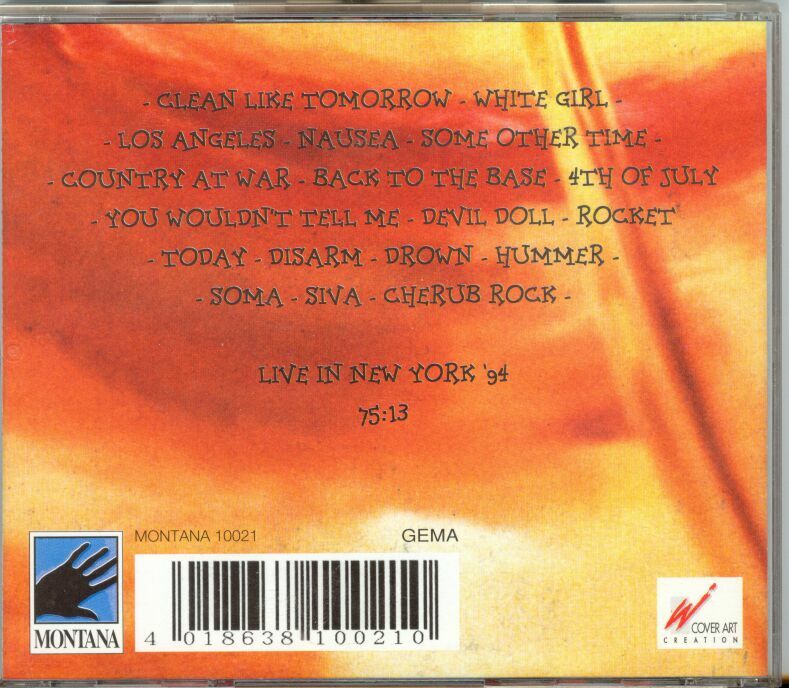 - CLEAN LIKE TOMORROW - WHITE GIRL -
- LOS ANGELES - NAUSEA - SOME OTHER TIME -
- COUNTRY AT WAR - BACK TO THE BASE - 4TH OF JULY
- YOU WOULDN'T TELL ME - DEVIL DOLL - ROCKET
- TODAY - DISARM - DROWN - HUMMER -
- SOMA - SIVA - CHERUB ROCK -
LIVE IN NEW YORK '94
75:13
MONTANA 10021 GEMA
MONTANA
4 018638 100210
COVER ART
CREATION